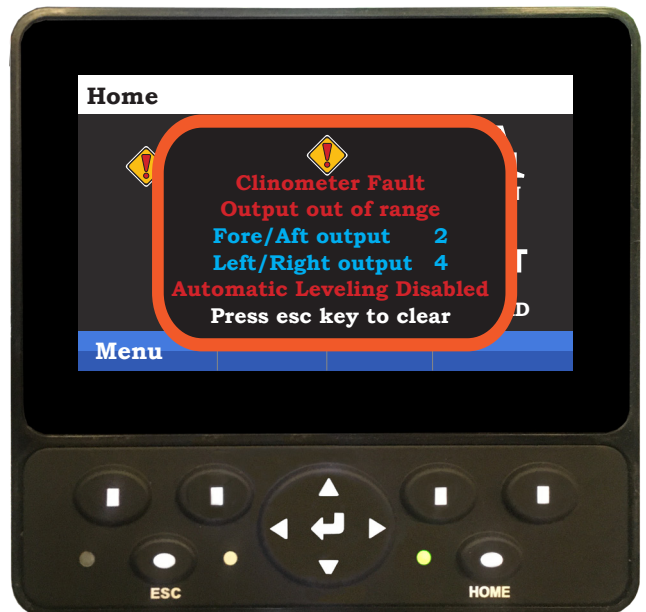 Home
Clinometer Fault
Output out of range
Fore/Aft output 2
Left/Right output 4
Automatic Leveling Disabled
Press esc key to clear
Menu
ESC
HOME